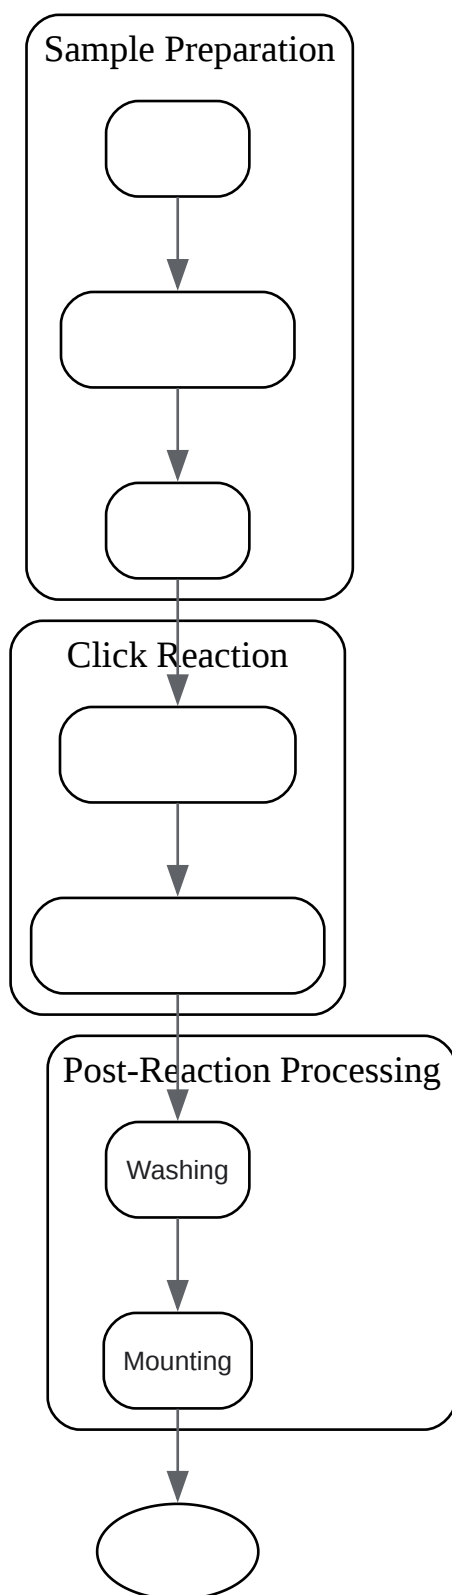 Sample Preparation
Click Reaction
Post-Reaction Processing
Washing
Mounting